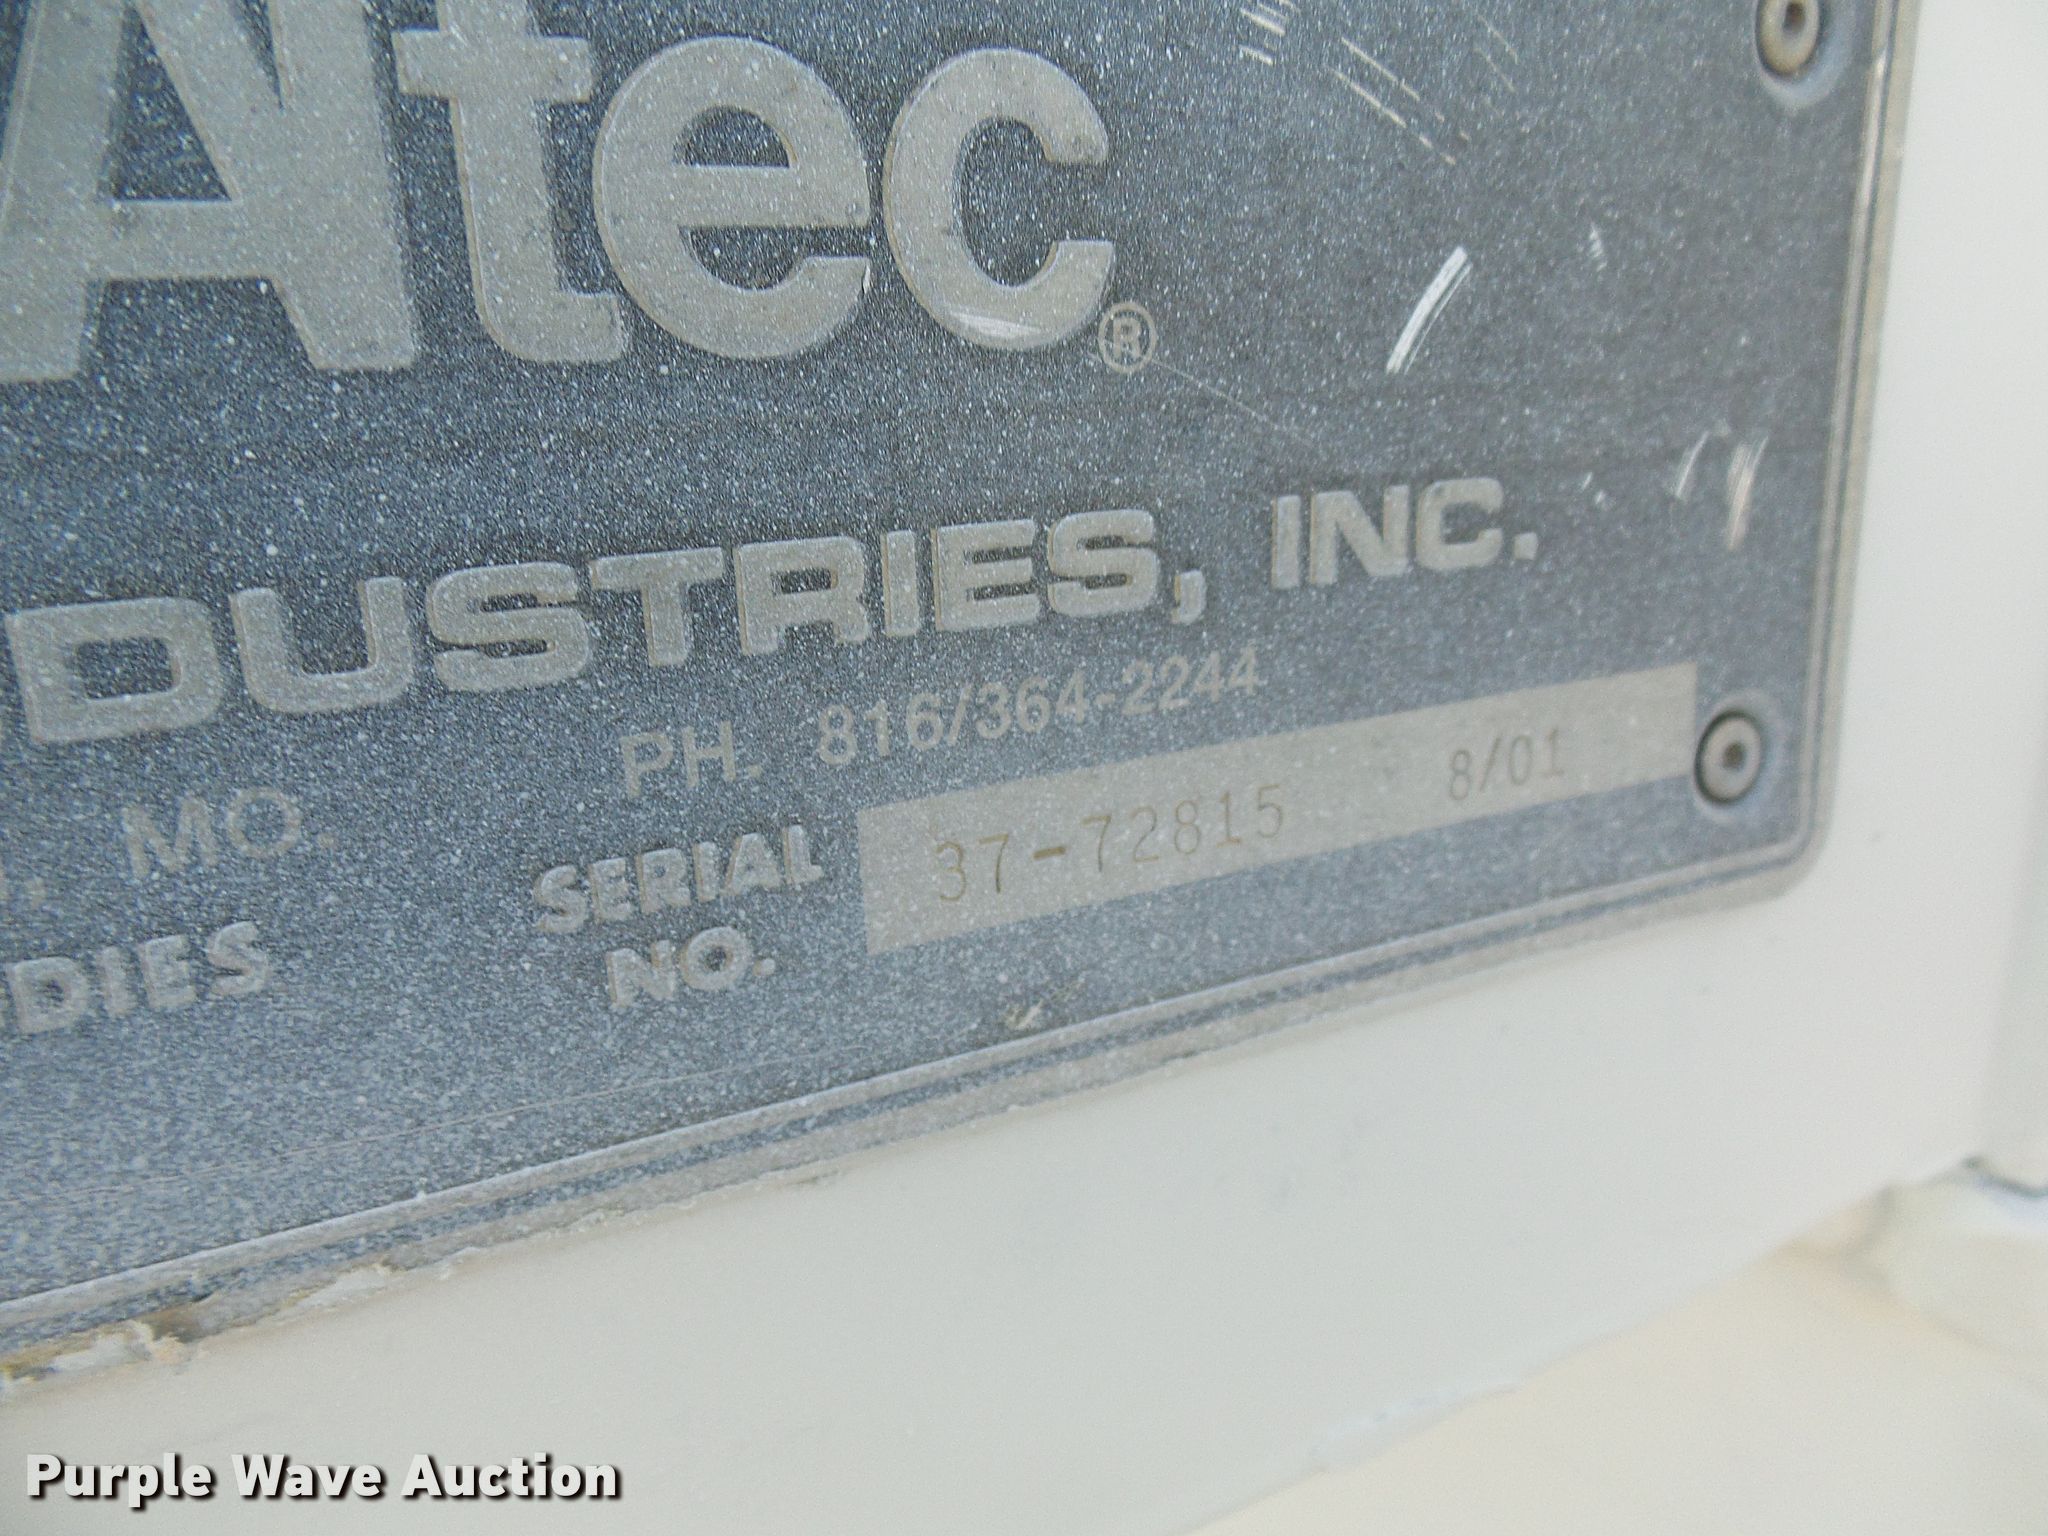 Altec®
DUSTRIES, INC.
MO. PH. 816/364-2244
DIES SERIAL NO. 37-72815 8/01
Purple Wave Auction